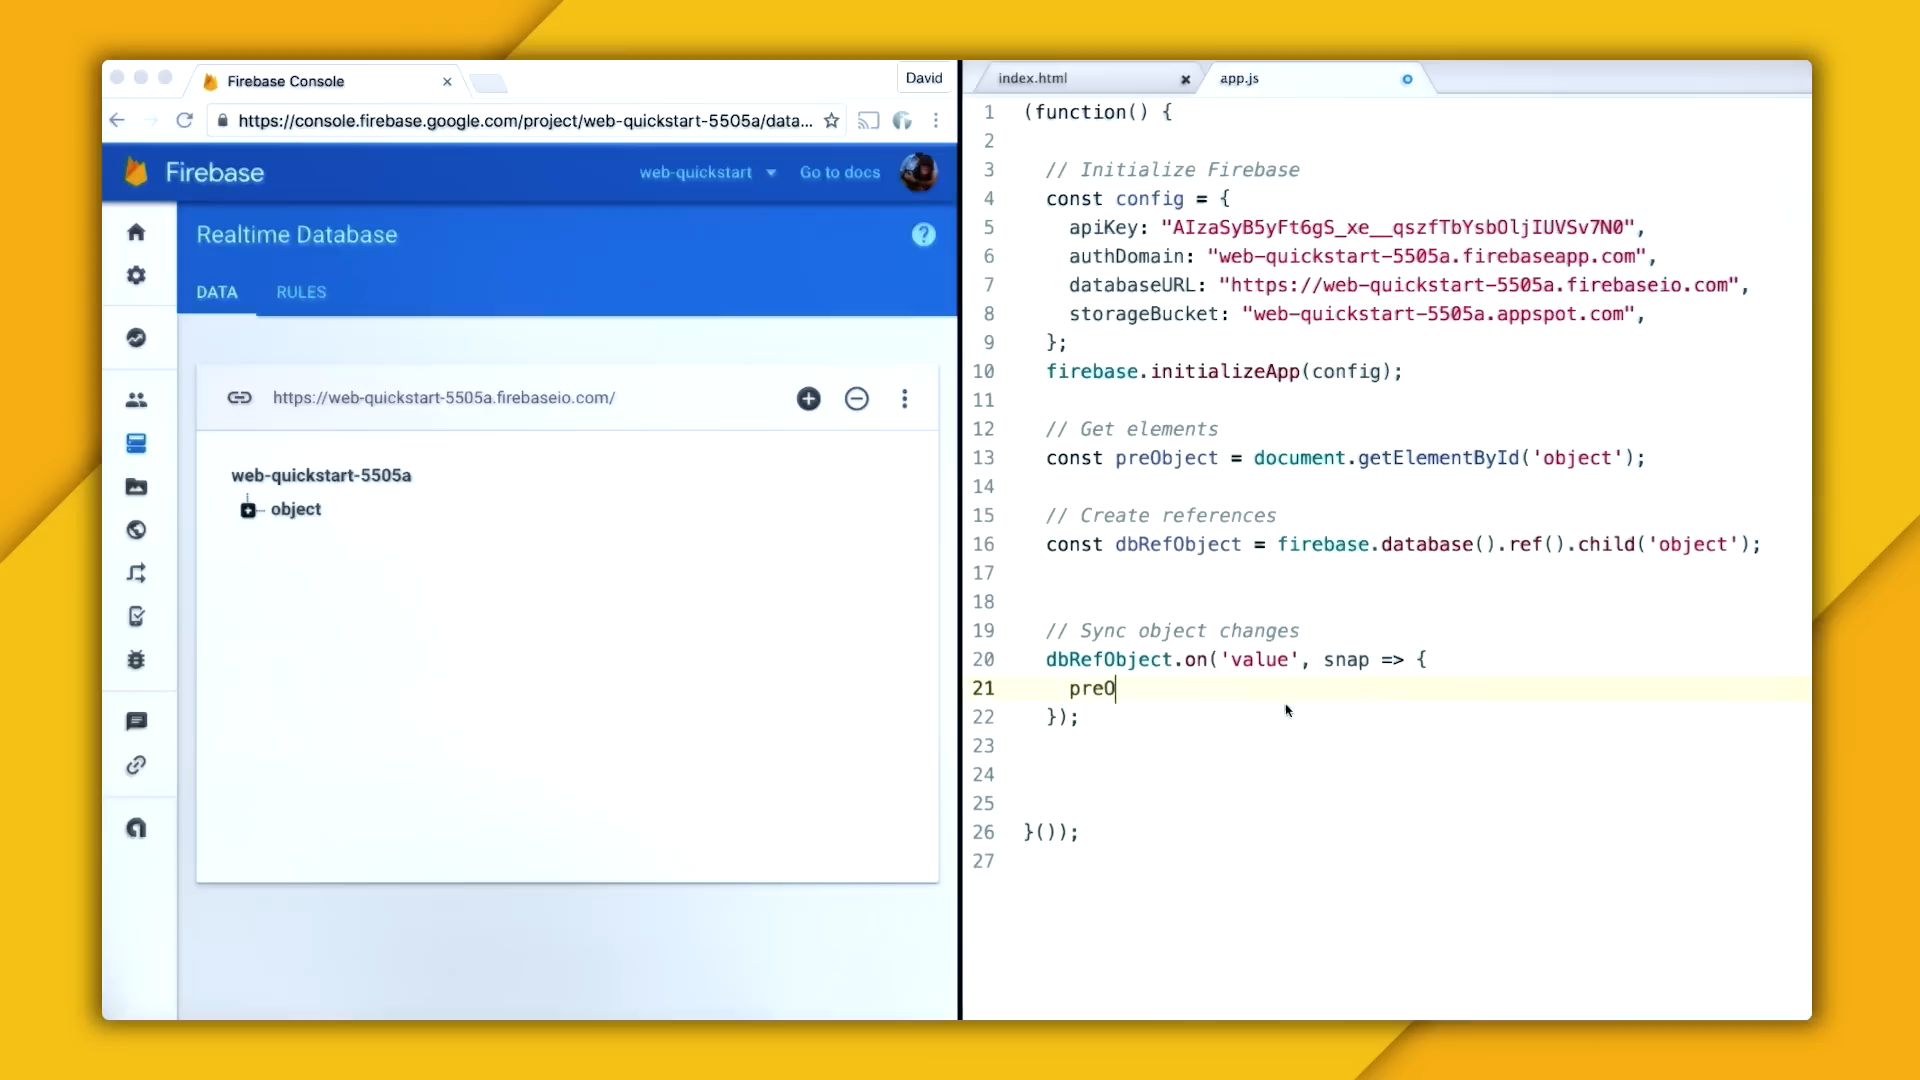 Firebase Console
David
https://console.firebase.google.com/project/web-quickstart-5505a/data...
Firebase
web-quickstart
Go to docs
Realtime Database
?
DATA
RULES
https://web-quickstart-5505a.firebaseio.com/
web-quickstart-5505a
object
index.html
app.js
1 (function() {
2
3 // Initialize Firebase
4 const config = {
5 apiKey: "AIzaSyB5yFt6gS_xe__qszfTbYsbOljIUVSv7N0",
6 authDomain: "web-quickstart-5505a.firebaseapp.com",
7 databaseURL: "https://web-quickstart-5505a.firebaseio.com",
8 storageBucket: "web-quickstart-5505a.appspot.com",
9 };
10 firebase.initializeApp(config);
11
12 // Get elements
13 const preObject = document.getElementById('object');
14
15 // Create references
16 const dbRefObject = firebase.database().ref().child('object');
17
18
19 // Sync object changes
20 dbRefObject.on('value', snap => {
21 preO
22 });
23
24
25
26 }());
27